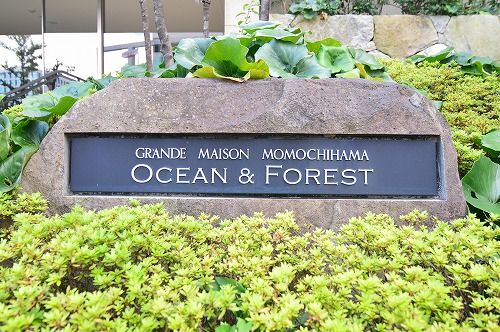 GRANDE MAISON MOMOCHIHAMA
OCEAN & FOREST